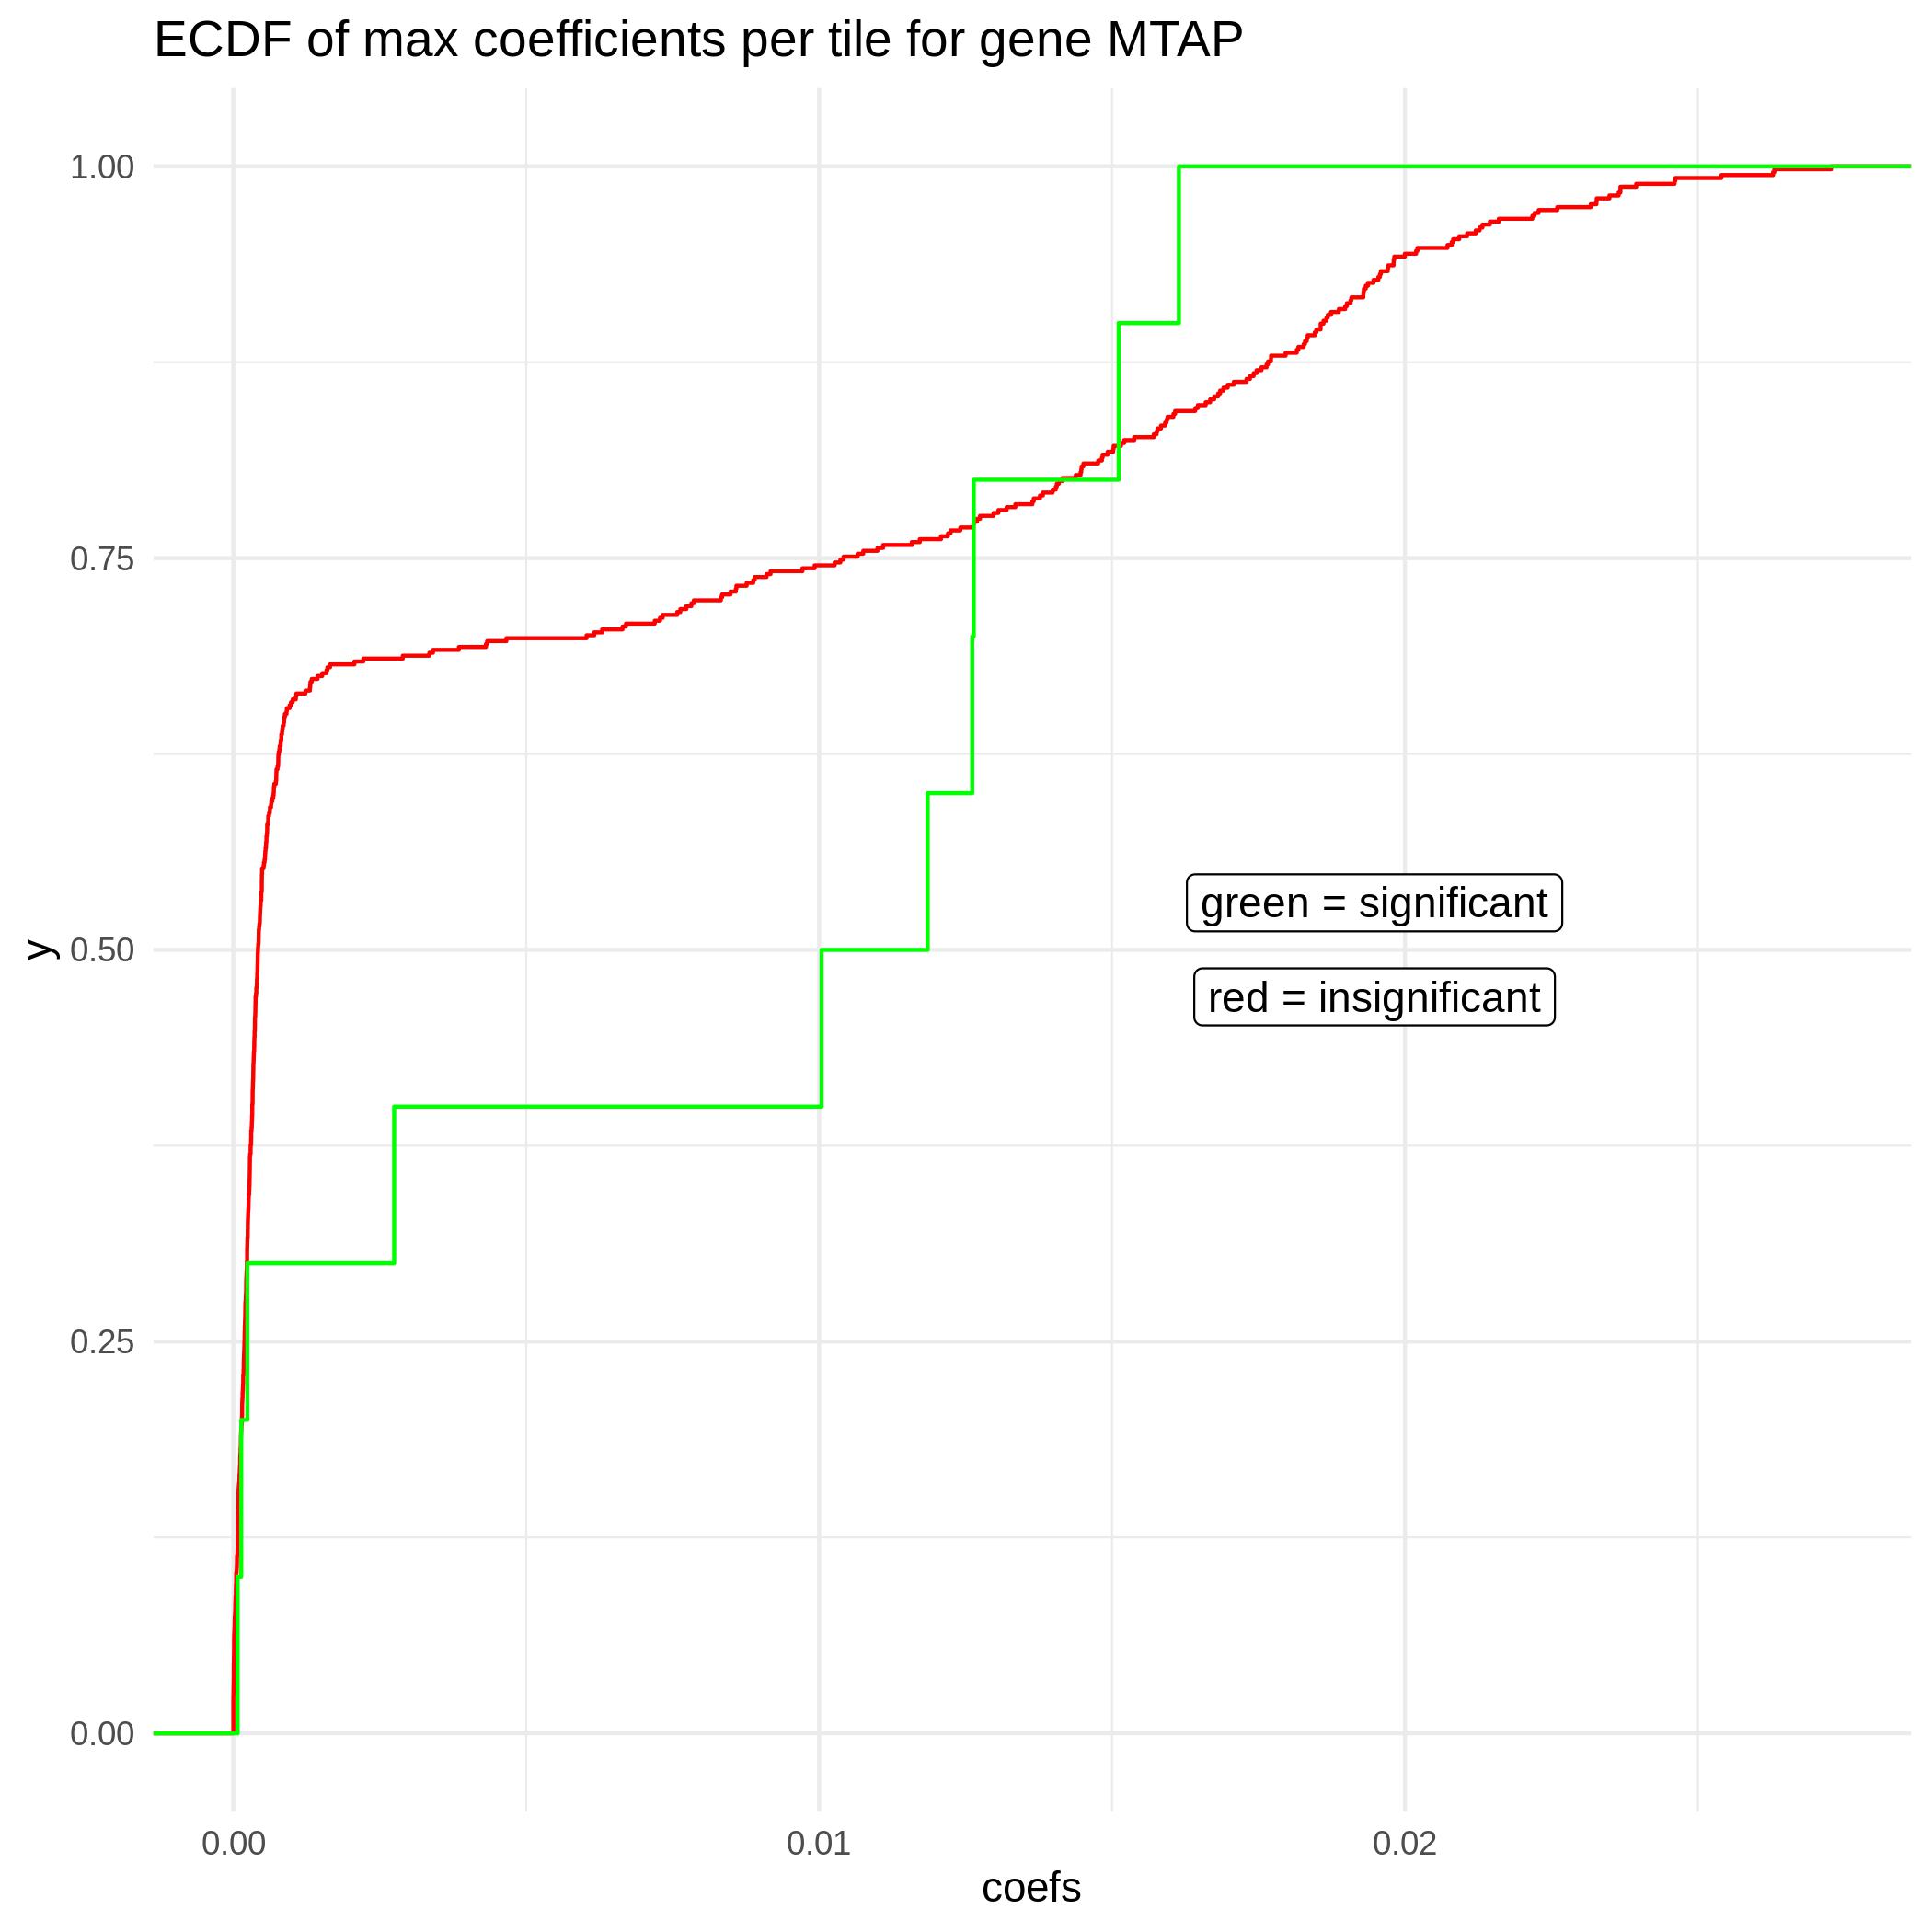 ECDF of max coefficients per tile for gene MTAP
1.00
0.75
0.50
0.25
0.00
y
green = significant
red = insignificant
0.00
0.01
0.02
coefs